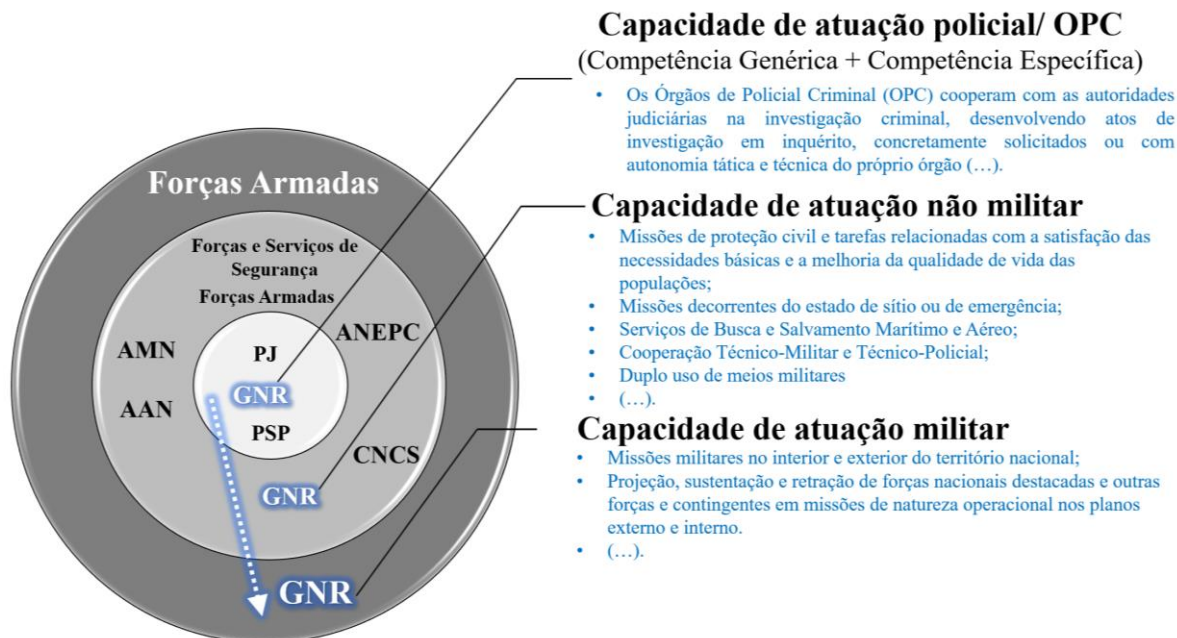 Forças Armadas
Forças e Serviços de
Segurança
Forças Armadas
AMN
ANEPC
PJ
GNR
AAN
PSP
CNCS
GNR
GNR
Capacidade de atuação policial/ OPC
(Competência Genérica + Competência Específica)
• Os Órgãos de Policial Criminal (OPC) cooperam com as autoridades
judiciárias na investigação criminal, desenvolvendo atos de
investigação em inquérito, concretamente solicitados ou com
autonomia tática e técnica do próprio órgão (…).
Capacidade de atuação não militar
• Missões de proteção civil e tarefas relacionadas com a satisfação das
necessidades básicas e a melhoria da qualidade de vida das
populações;
• Missões decorrentes do estado de sítio ou de emergência;
• Serviços de Busca e Salvamento Marítimo e Aéreo;
• Cooperação Técnico-Militar e Técnico-Policial;
• Duplo uso de meios militares
• (…).
Capacidade de atuação militar
• Missões militares no interior e exterior do território nacional;
• Projeção, sustentação e retração de forças nacionais destacadas e outras
forças e contingentes em missões de natureza operacional nos planos
externo e interno.
• (…).